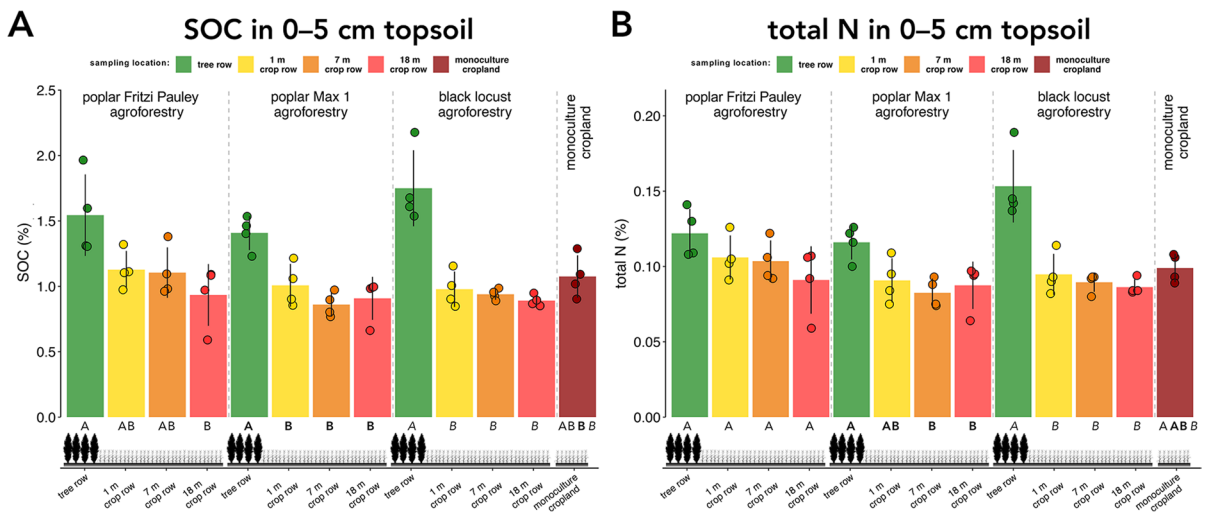 A SOC in 0–5 cm topsoil
sampling location: tree row 1 m crop row 7 m crop row 18 m crop row monoculture cropland
poplar Fritzi Pauley agroforestry
poplar Max 1 agroforestry
black locust agroforestry
monoculture cropland
SOC (%)
2.5
2.0
1.5
1.0
0.5
0.0
A AB AB B A B B B A B B B AB B B
tree row
1 m crop row
7 m crop row
18 m crop row
tree row
1 m crop row
7 m crop row
18 m crop row
tree row
1 m crop row
7 m crop row
18 m crop row
monoculture cropland
B total N in 0–5 cm topsoil
sampling location: tree row 1 m crop row 7 m crop row 18 m crop row monoculture cropland
poplar Fritzi Pauley agroforestry
poplar Max 1 agroforestry
black locust agroforestry
monoculture cropland
total N (%)
0.20
0.15
0.10
0.05
0.00
A A A A A AB B B A B B B A AB B
tree row
1 m crop row
7 m crop row
18 m crop row
tree row
1 m crop row
7 m crop row
18 m crop row
tree row
1 m crop row
7 m crop row
18 m crop row
monoculture cropland